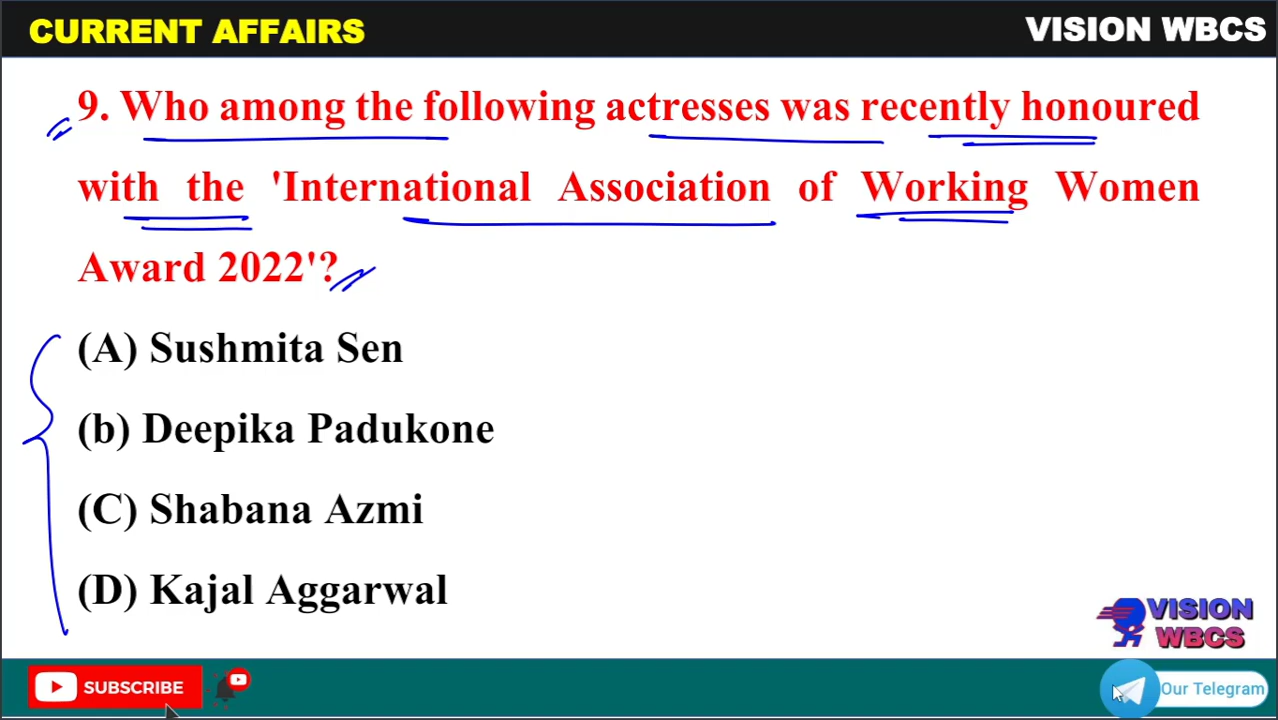 CURRENT AFFAIRS
VISION WBCS
9. Who among the following actresses was recently honoured
with the 'International Association of Working Women
Award 2022'?
(A) Sushmita Sen
(b) Deepika Padukone
(C) Shabana Azmi
(D) Kajal Aggarwal
VISION
WBCS
SUBSCRIBE
Our Telegram